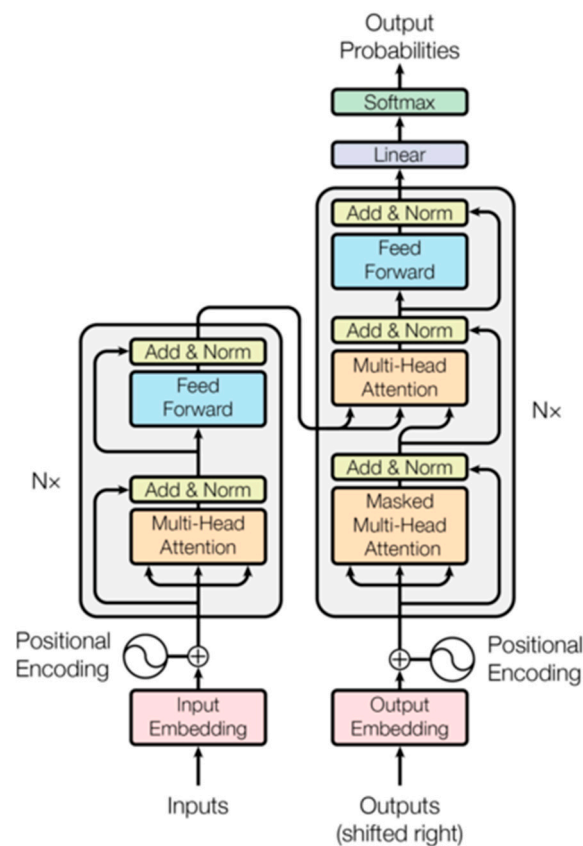 Output
Probabilities
Softmax
Linear
Add & Norm
Feed
Forward
Add & Norm
Multi-Head
Attention
Add & Norm
Masked
Multi-Head
Attention
N×
Add & Norm
Feed
Forward
Add & Norm
Multi-Head
Attention
N×
Positional
Encoding
Positional
Encoding
Input
Embedding
Output
Embedding
Inputs
Outputs
(shifted right)